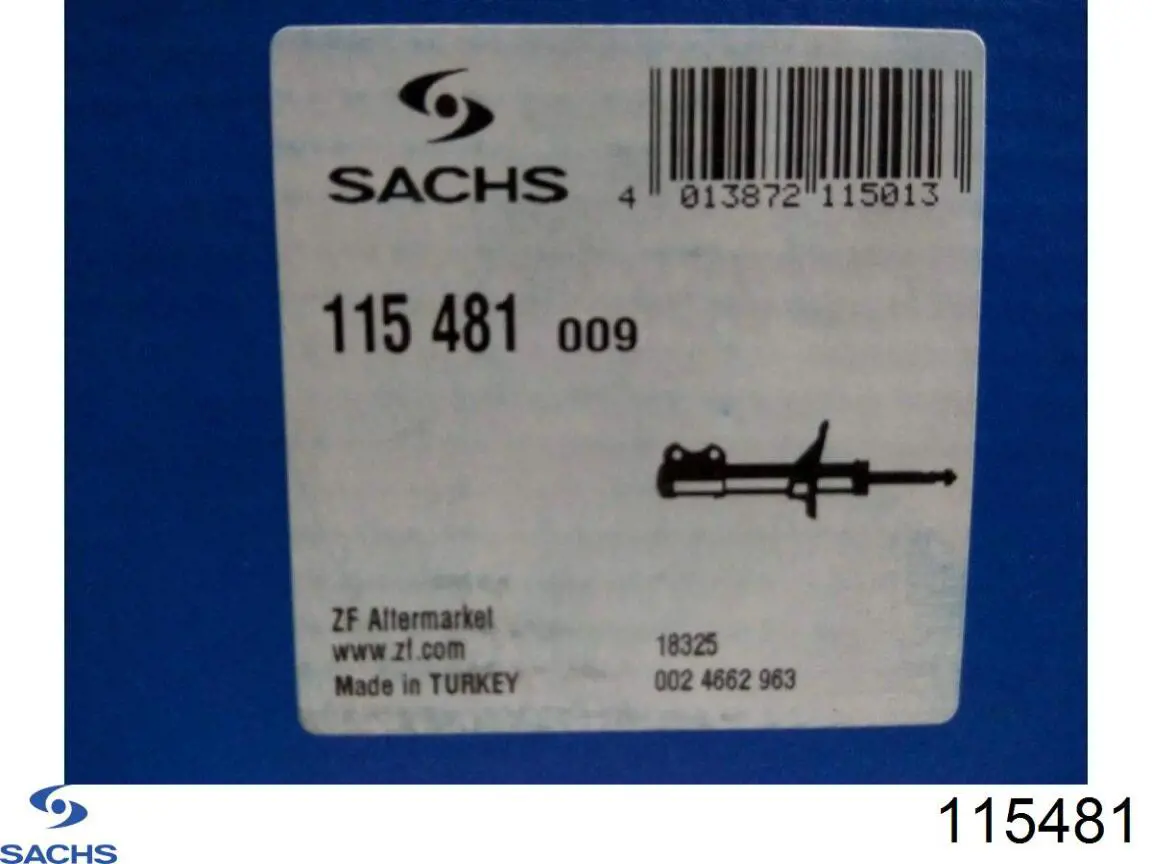 SACHS
4 013872 115013
115 481 009
ZF Aftermarket
www.zf.com
Made in TURKEY
18325
002 4662 963
SACHS
115481